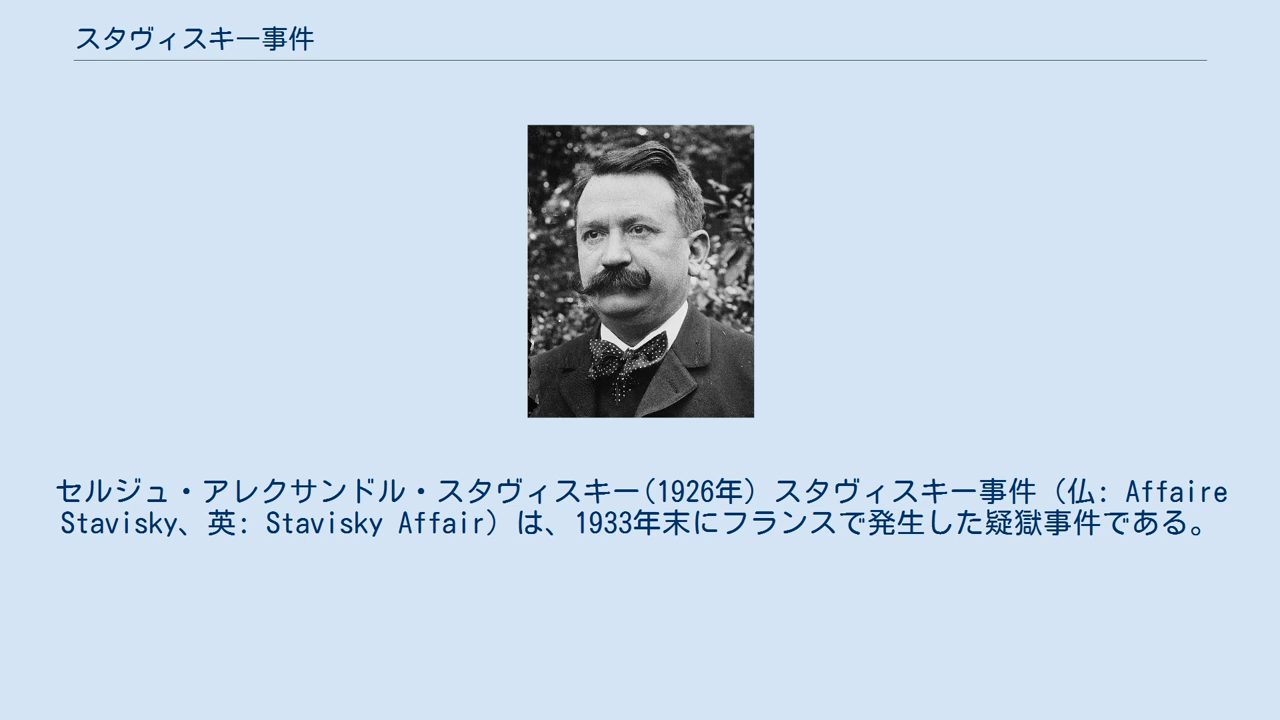 スタヴィスキー事件
セルジュ・アレクサンドル・スタヴィスキー(1926年) スタヴィスキー事件（仏: Affaire
Stavisky、英: Stavisky Affair）は、1933年末にフランスで発生した疑獄事件である。